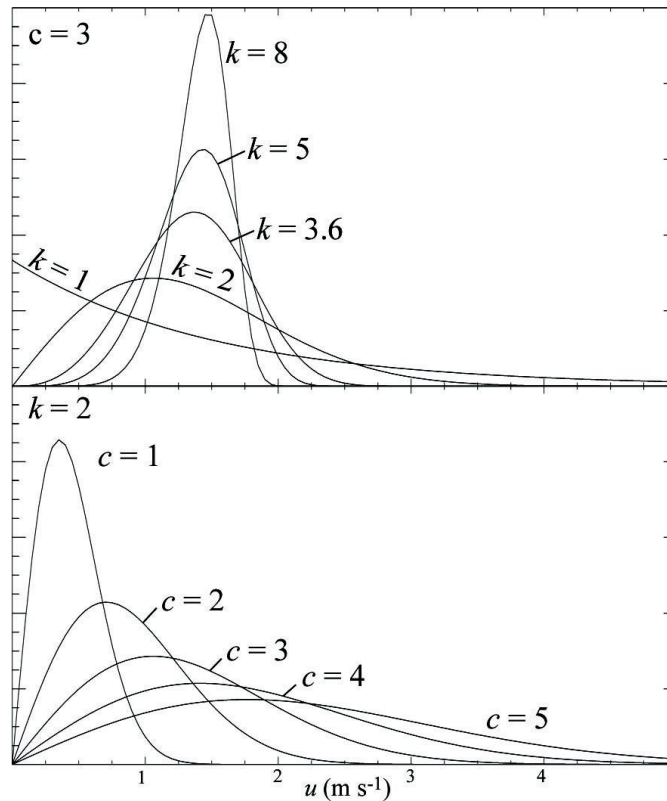 c = 3
k = 8
k = 5
k = 3.6
k = 1
k = 2
k = 2
c = 1
c = 2
c = 3
c = 4
c = 5
1 2 3 4
u (m s⁻¹)